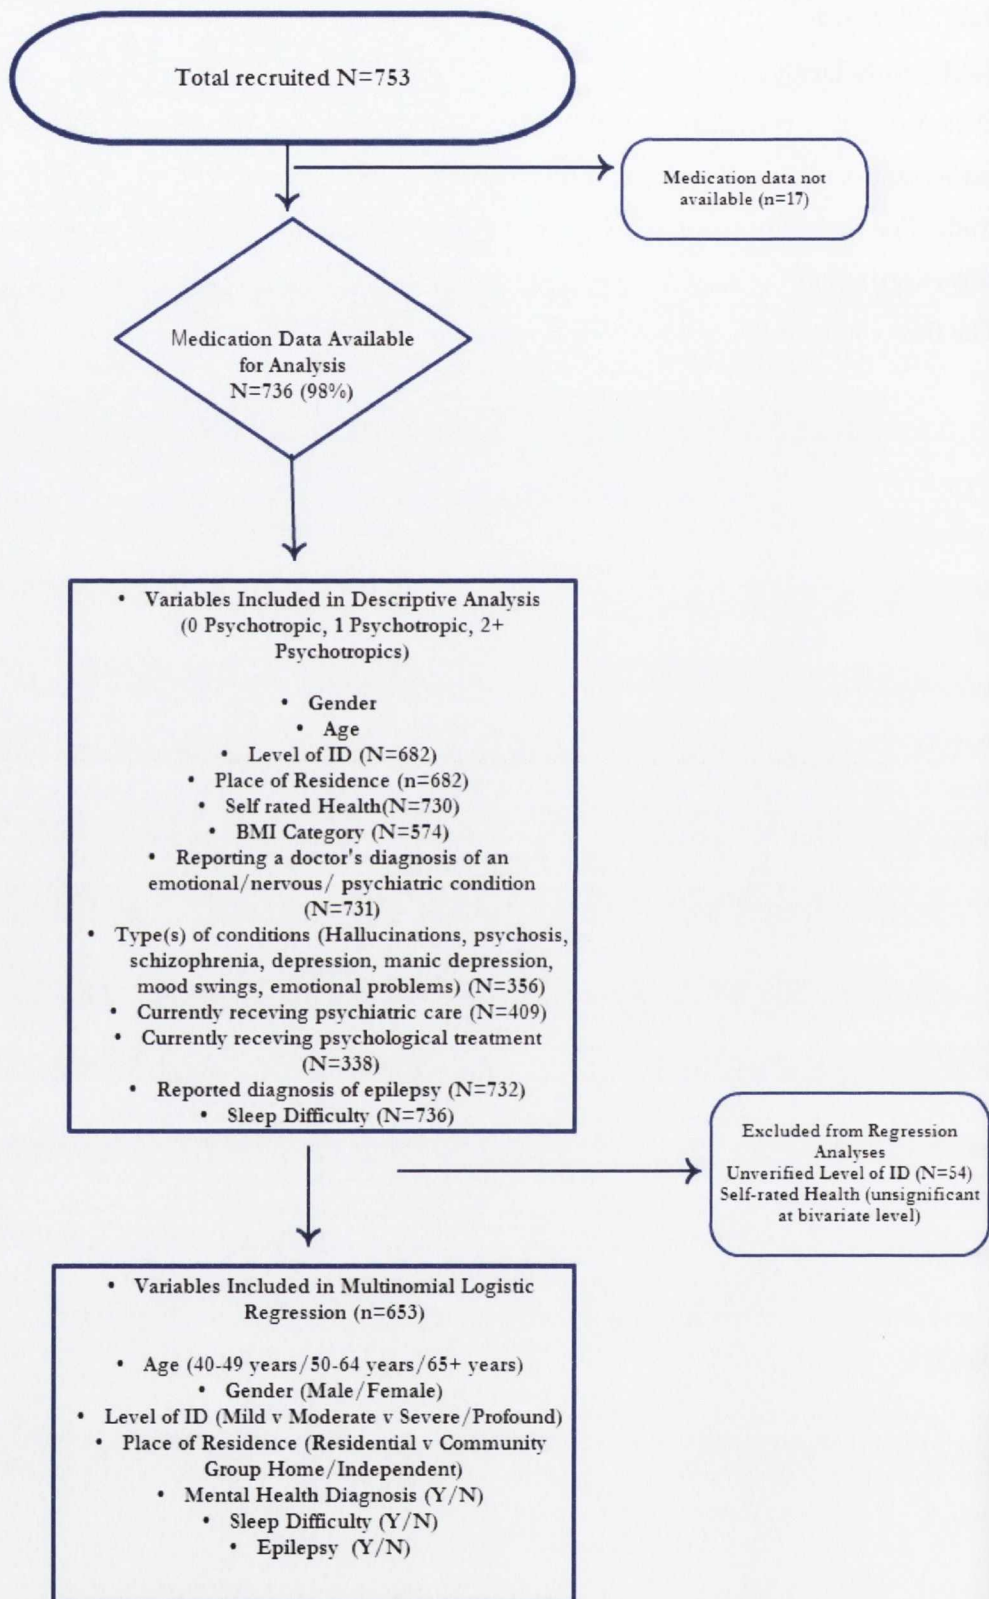 Total recruited N=753
Medication data not
available (n=17)
Medication Data Available
for Analysis
N=736 (98%)
• Variables Included in Descriptive Analysis
(0 Psychotropic, 1 Psychotropic, 2+
Psychotropics)
• Gender
• Age
• Level of ID (N=682)
• Place of Residence (n=682)
• Self rated Health(N=730)
• BMI Category (N=574)
• Reporting a doctor's diagnosis of an
emotional/nervous/ psychiatric condition
(N=731)
• Type(s) of conditions (Hallucinations, psychosis,
schizophrenia, depression, manic depression,
mood swings, emotional problems) (N=356)
• Currently receving psychiatric care (N=409)
• Currently receving psychological treatment
(N=338)
• Reported diagnosis of epilepsy (N=732)
• Sleep Difficulty (N=736)
Excluded from Regression
Analyses
Unverified Level of ID (N=54)
Self-rated Health (unsignificant
at bivariate level)
• Variables Included in Multinomial Logistic
Regression (n=653)
• Age (40-49 years/50-64 years/65+ years)
• Gender (Male/Female)
• Level of ID (Mild v Moderate v Severe/Profound)
• Place of Residence (Residential v Community
Group Home/Independent)
• Mental Health Diagnosis (Y/N)
• Sleep Difficulty (Y/N)
• Epilepsy (Y/N)